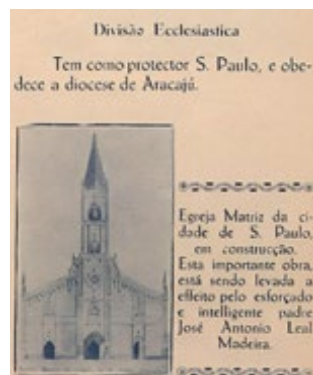 Divisão Ecclesiastica
Tem como protector S. Paulo, e obe-
dece a diocese de Aracajú.
Egreja Matriz da ci-
dade de S. Paulo,
em construcção.
Esta importante obra,
está sendo levada a
effeito pelo esforçado
e intelligente padre
José Antonio Leal
Madeira.